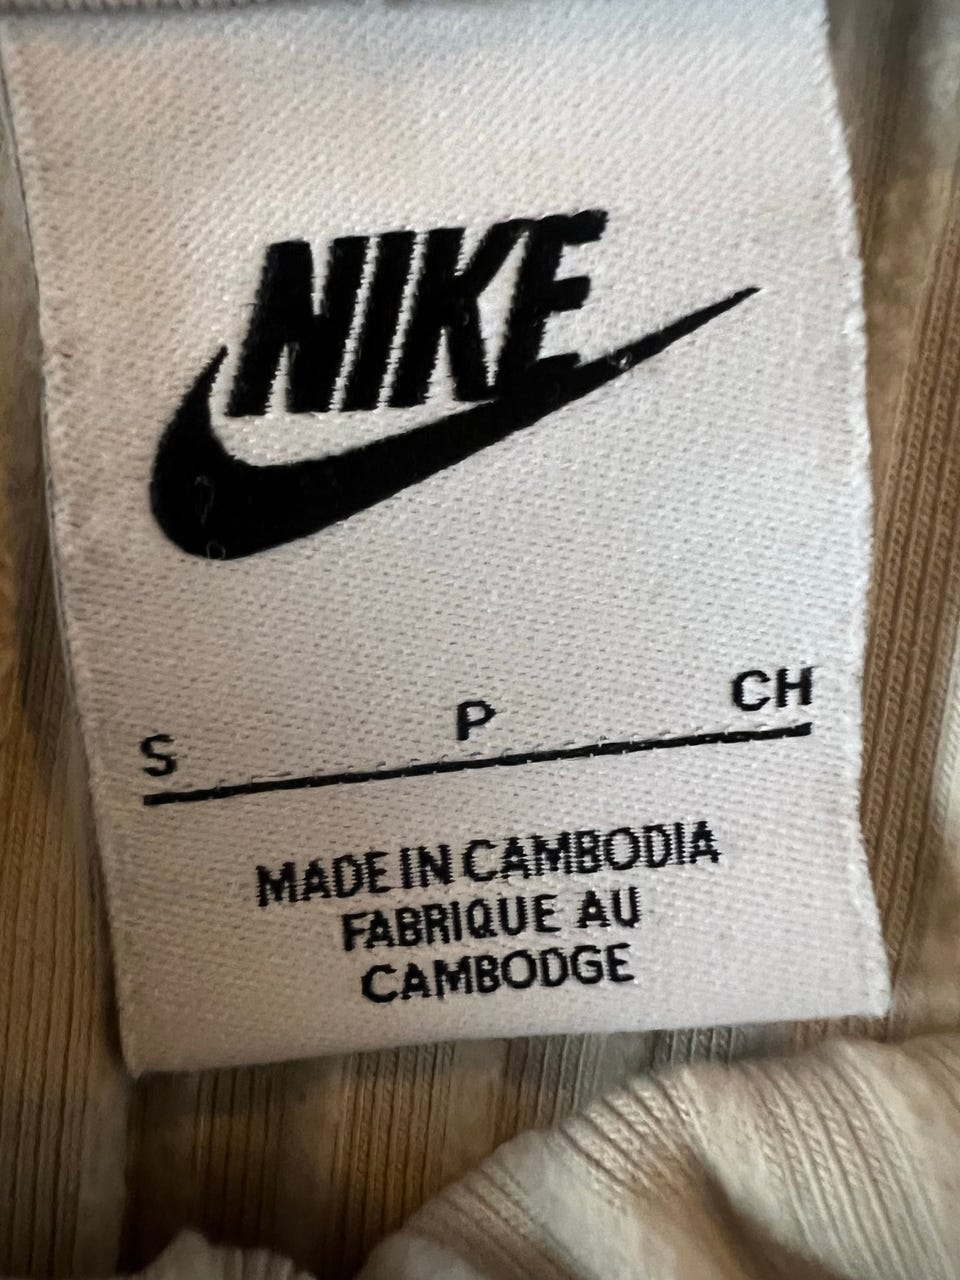 NIKE
S P CH
MADE IN CAMBODIA
FABRIQUE AU
CAMBODGE